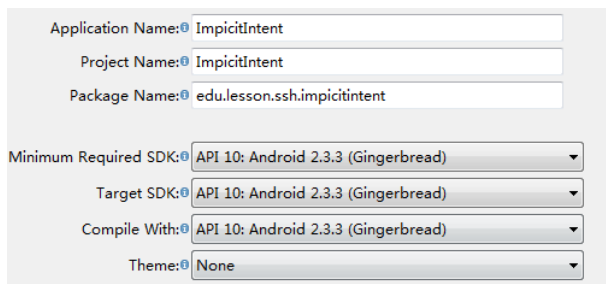 Application Name: ImpicitIntent
Project Name: ImpicitIntent
Package Name: edu.lesson.ssh.impicitintent
Minimum Required SDK: API 10: Android 2.3.3 (Gingerbread)
Target SDK: API 10: Android 2.3.3 (Gingerbread)
Compile With: API 10: Android 2.3.3 (Gingerbread)
Theme: None